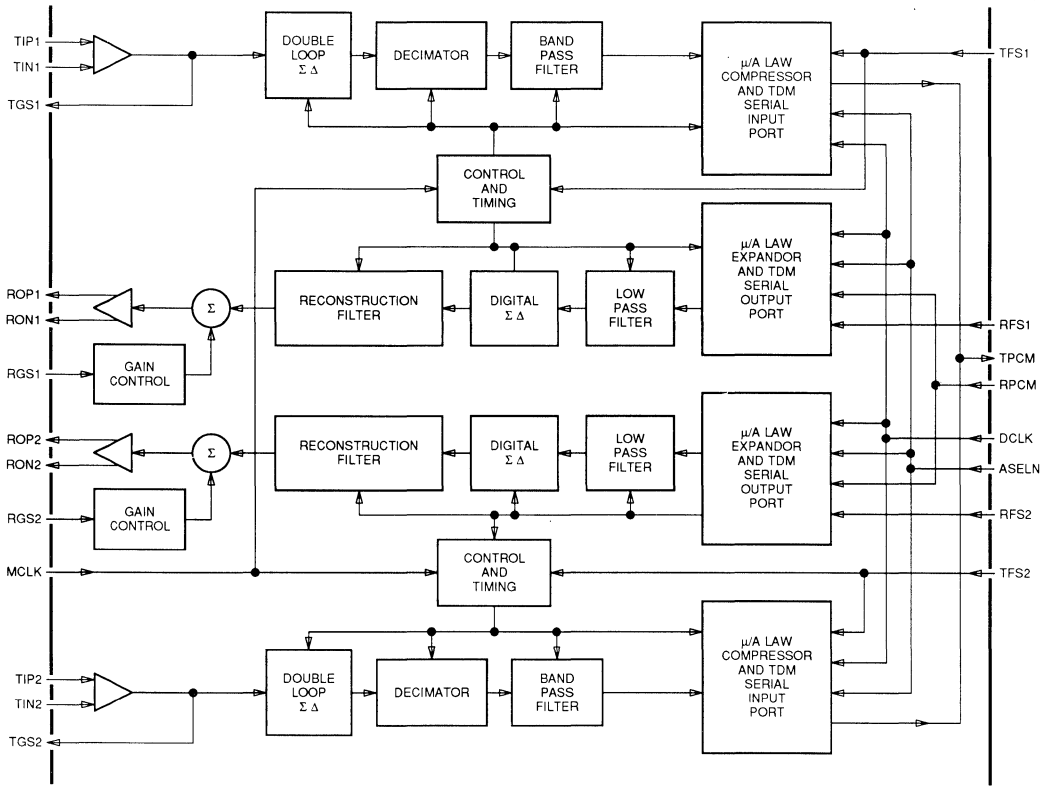 TIP1
TIN1
TGS1
DOUBLE
LOOP
Σ Δ
DECIMATOR
BAND
PASS
FILTER
μ/A LAW
COMPRESSOR
AND TDM
SERIAL
INPUT
PORT
TFS1
CONTROL
AND
TIMING
ROP1
RON1
RGS1
Σ
GAIN
CONTROL
RECONSTRUCTION
FILTER
DIGITAL
Σ Δ
LOW
PASS
FILTER
μ/A LAW
EXPANDOR
AND TDM
SERIAL
OUTPUT
PORT
RFS1
TPCM
RPCM
ROP2
RON2
RGS2
Σ
GAIN
CONTROL
RECONSTRUCTION
FILTER
DIGITAL
Σ Δ
LOW
PASS
FILTER
μ/A LAW
EXPANDOR
AND TDM
SERIAL
OUTPUT
PORT
DCLK
ASELN
RFS2
MCLK
CONTROL
AND
TIMING
TFS2
TIP2
TIN2
TGS2
DOUBLE
LOOP
Σ Δ
DECIMATOR
BAND
PASS
FILTER
μ/A LAW
COMPRESSOR
AND TDM
SERIAL
INPUT
PORT